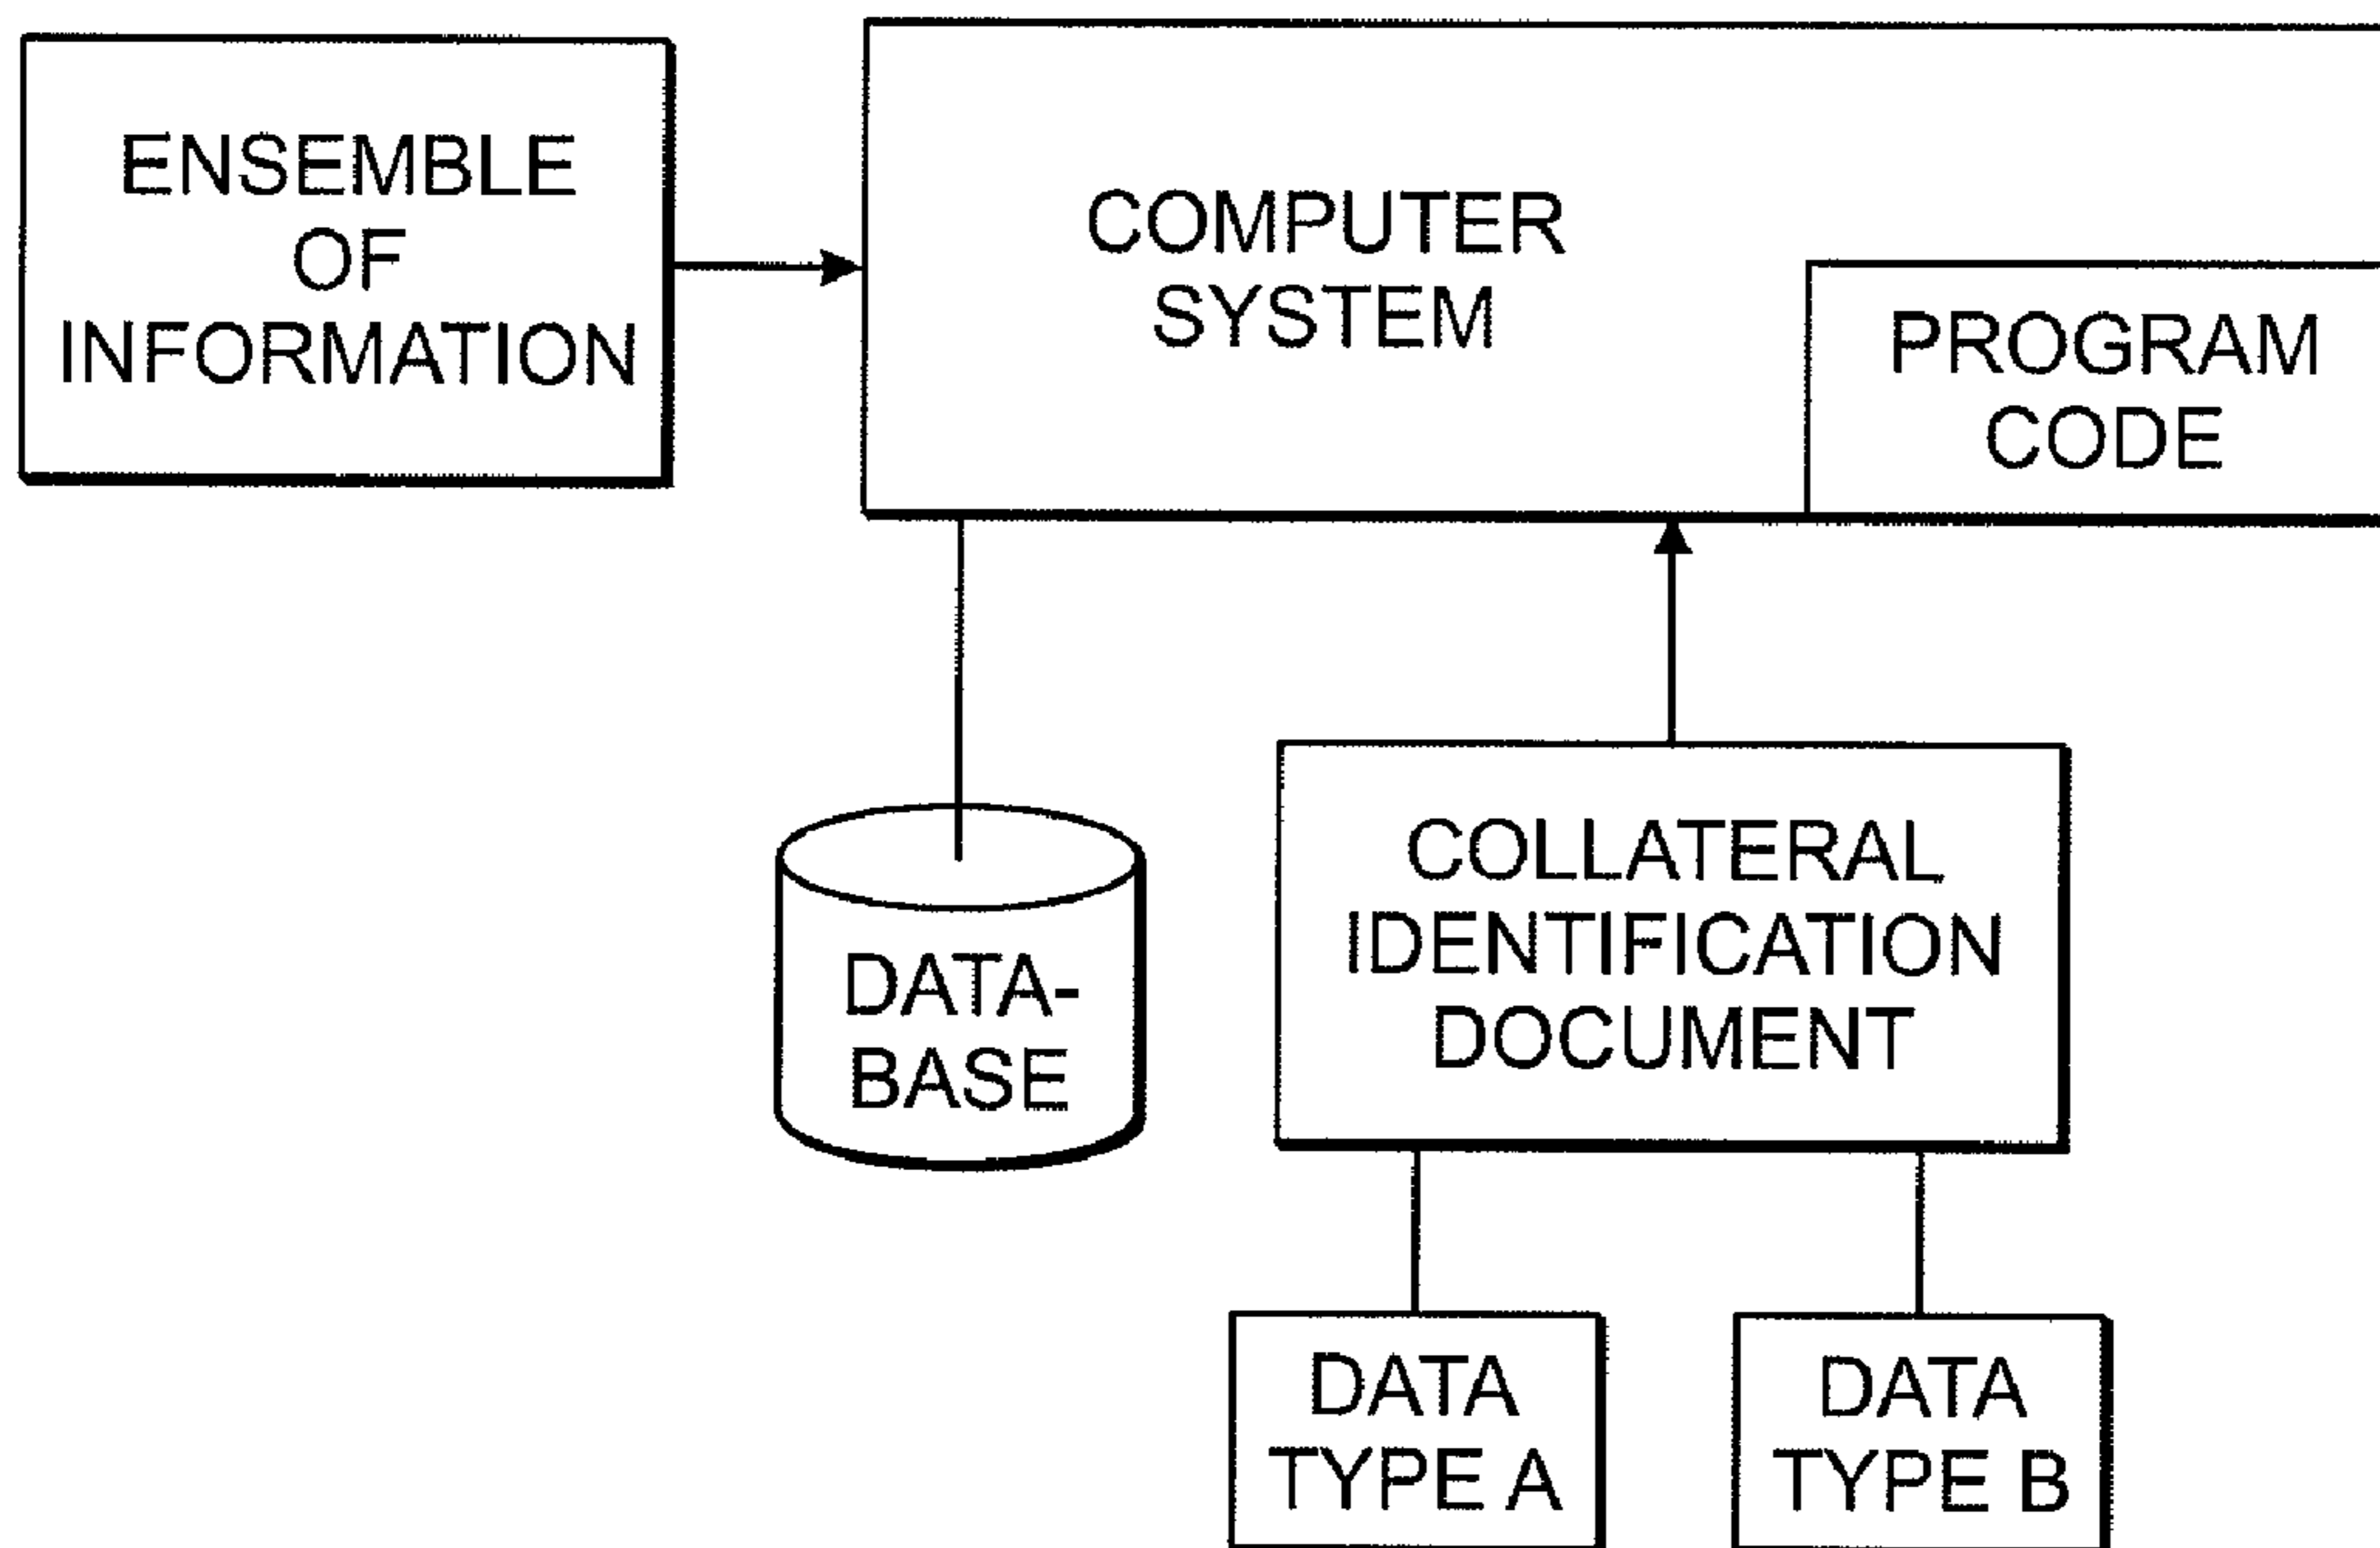 ENSEMBLE
OF
INFORMATION
COMPUTER
SYSTEM
PROGRAM
CODE
DATA-
BASE
COLLATERAL
IDENTIFICATION
DOCUMENT
DATA
TYPE A
DATA
TYPE B